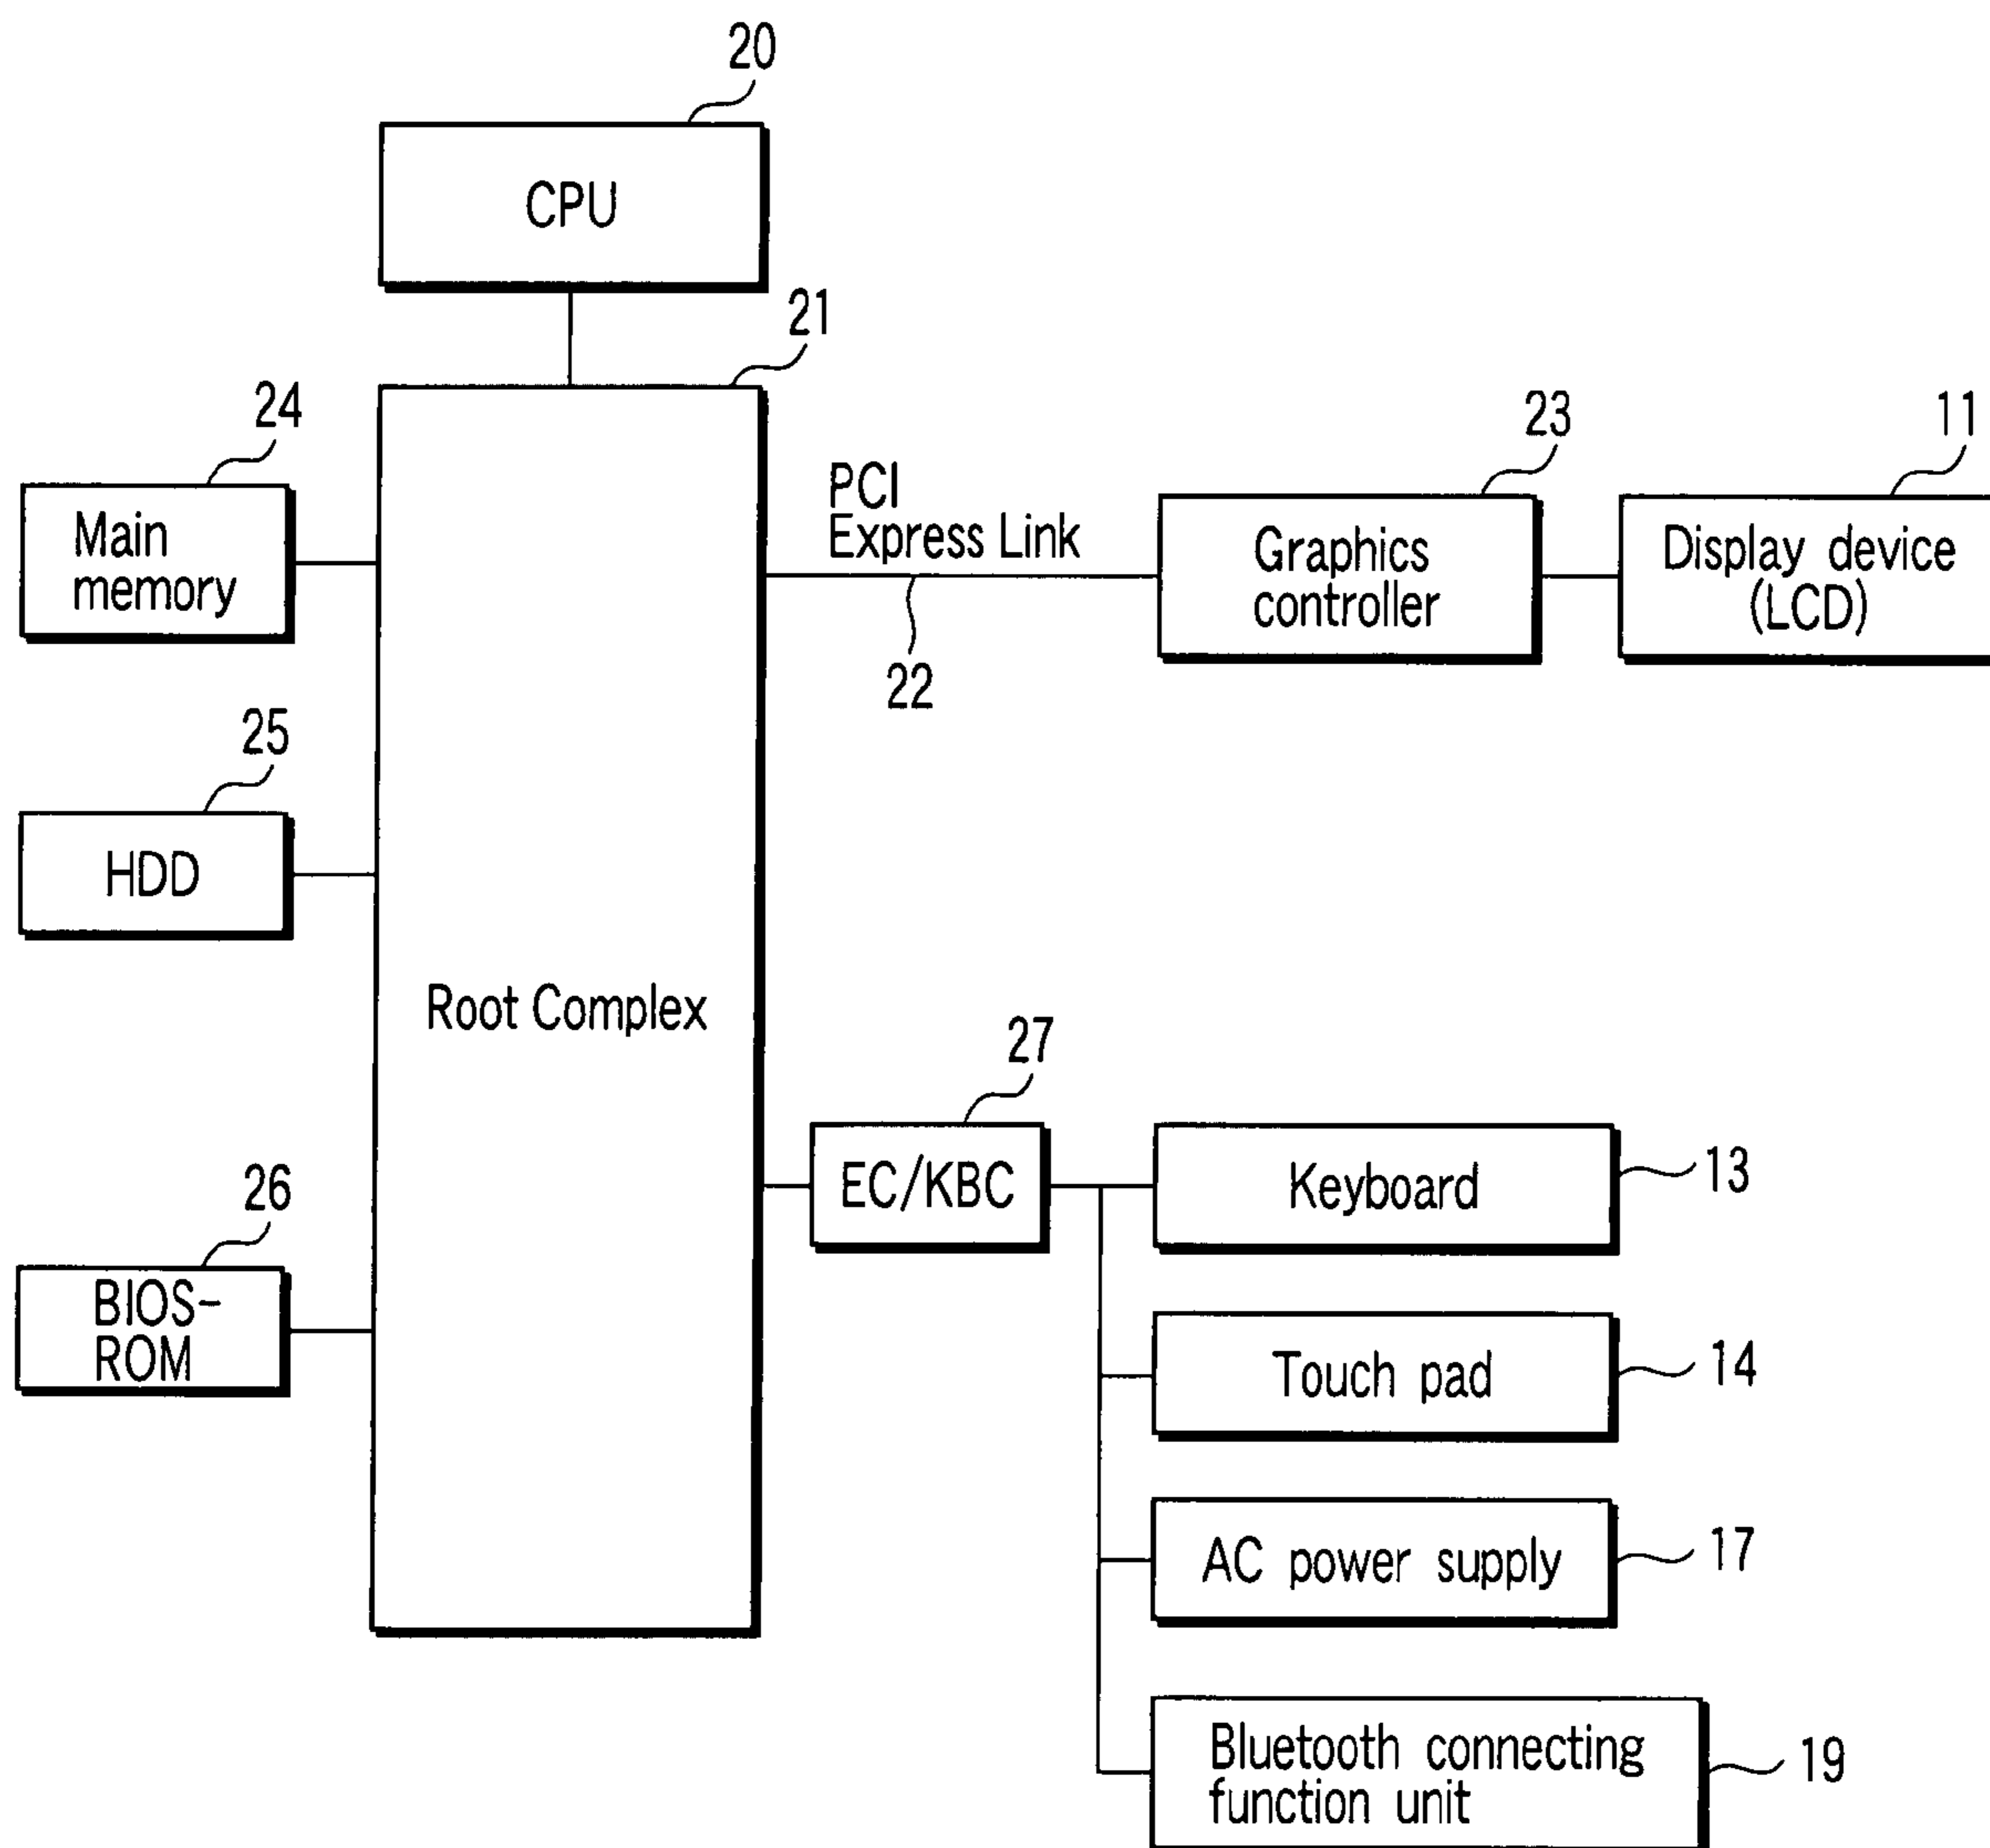 20
CPU
21
24
Main
memory
PCI
Express Link
22
23
Graphics
controller
11
Display device
(LCD)
25
HDD
Root Complex
26
BIOS-
ROM
27
EC/KBC
Keyboard
13
Touch pad
14
AC power supply
17
Bluetooth connecting
function unit
19